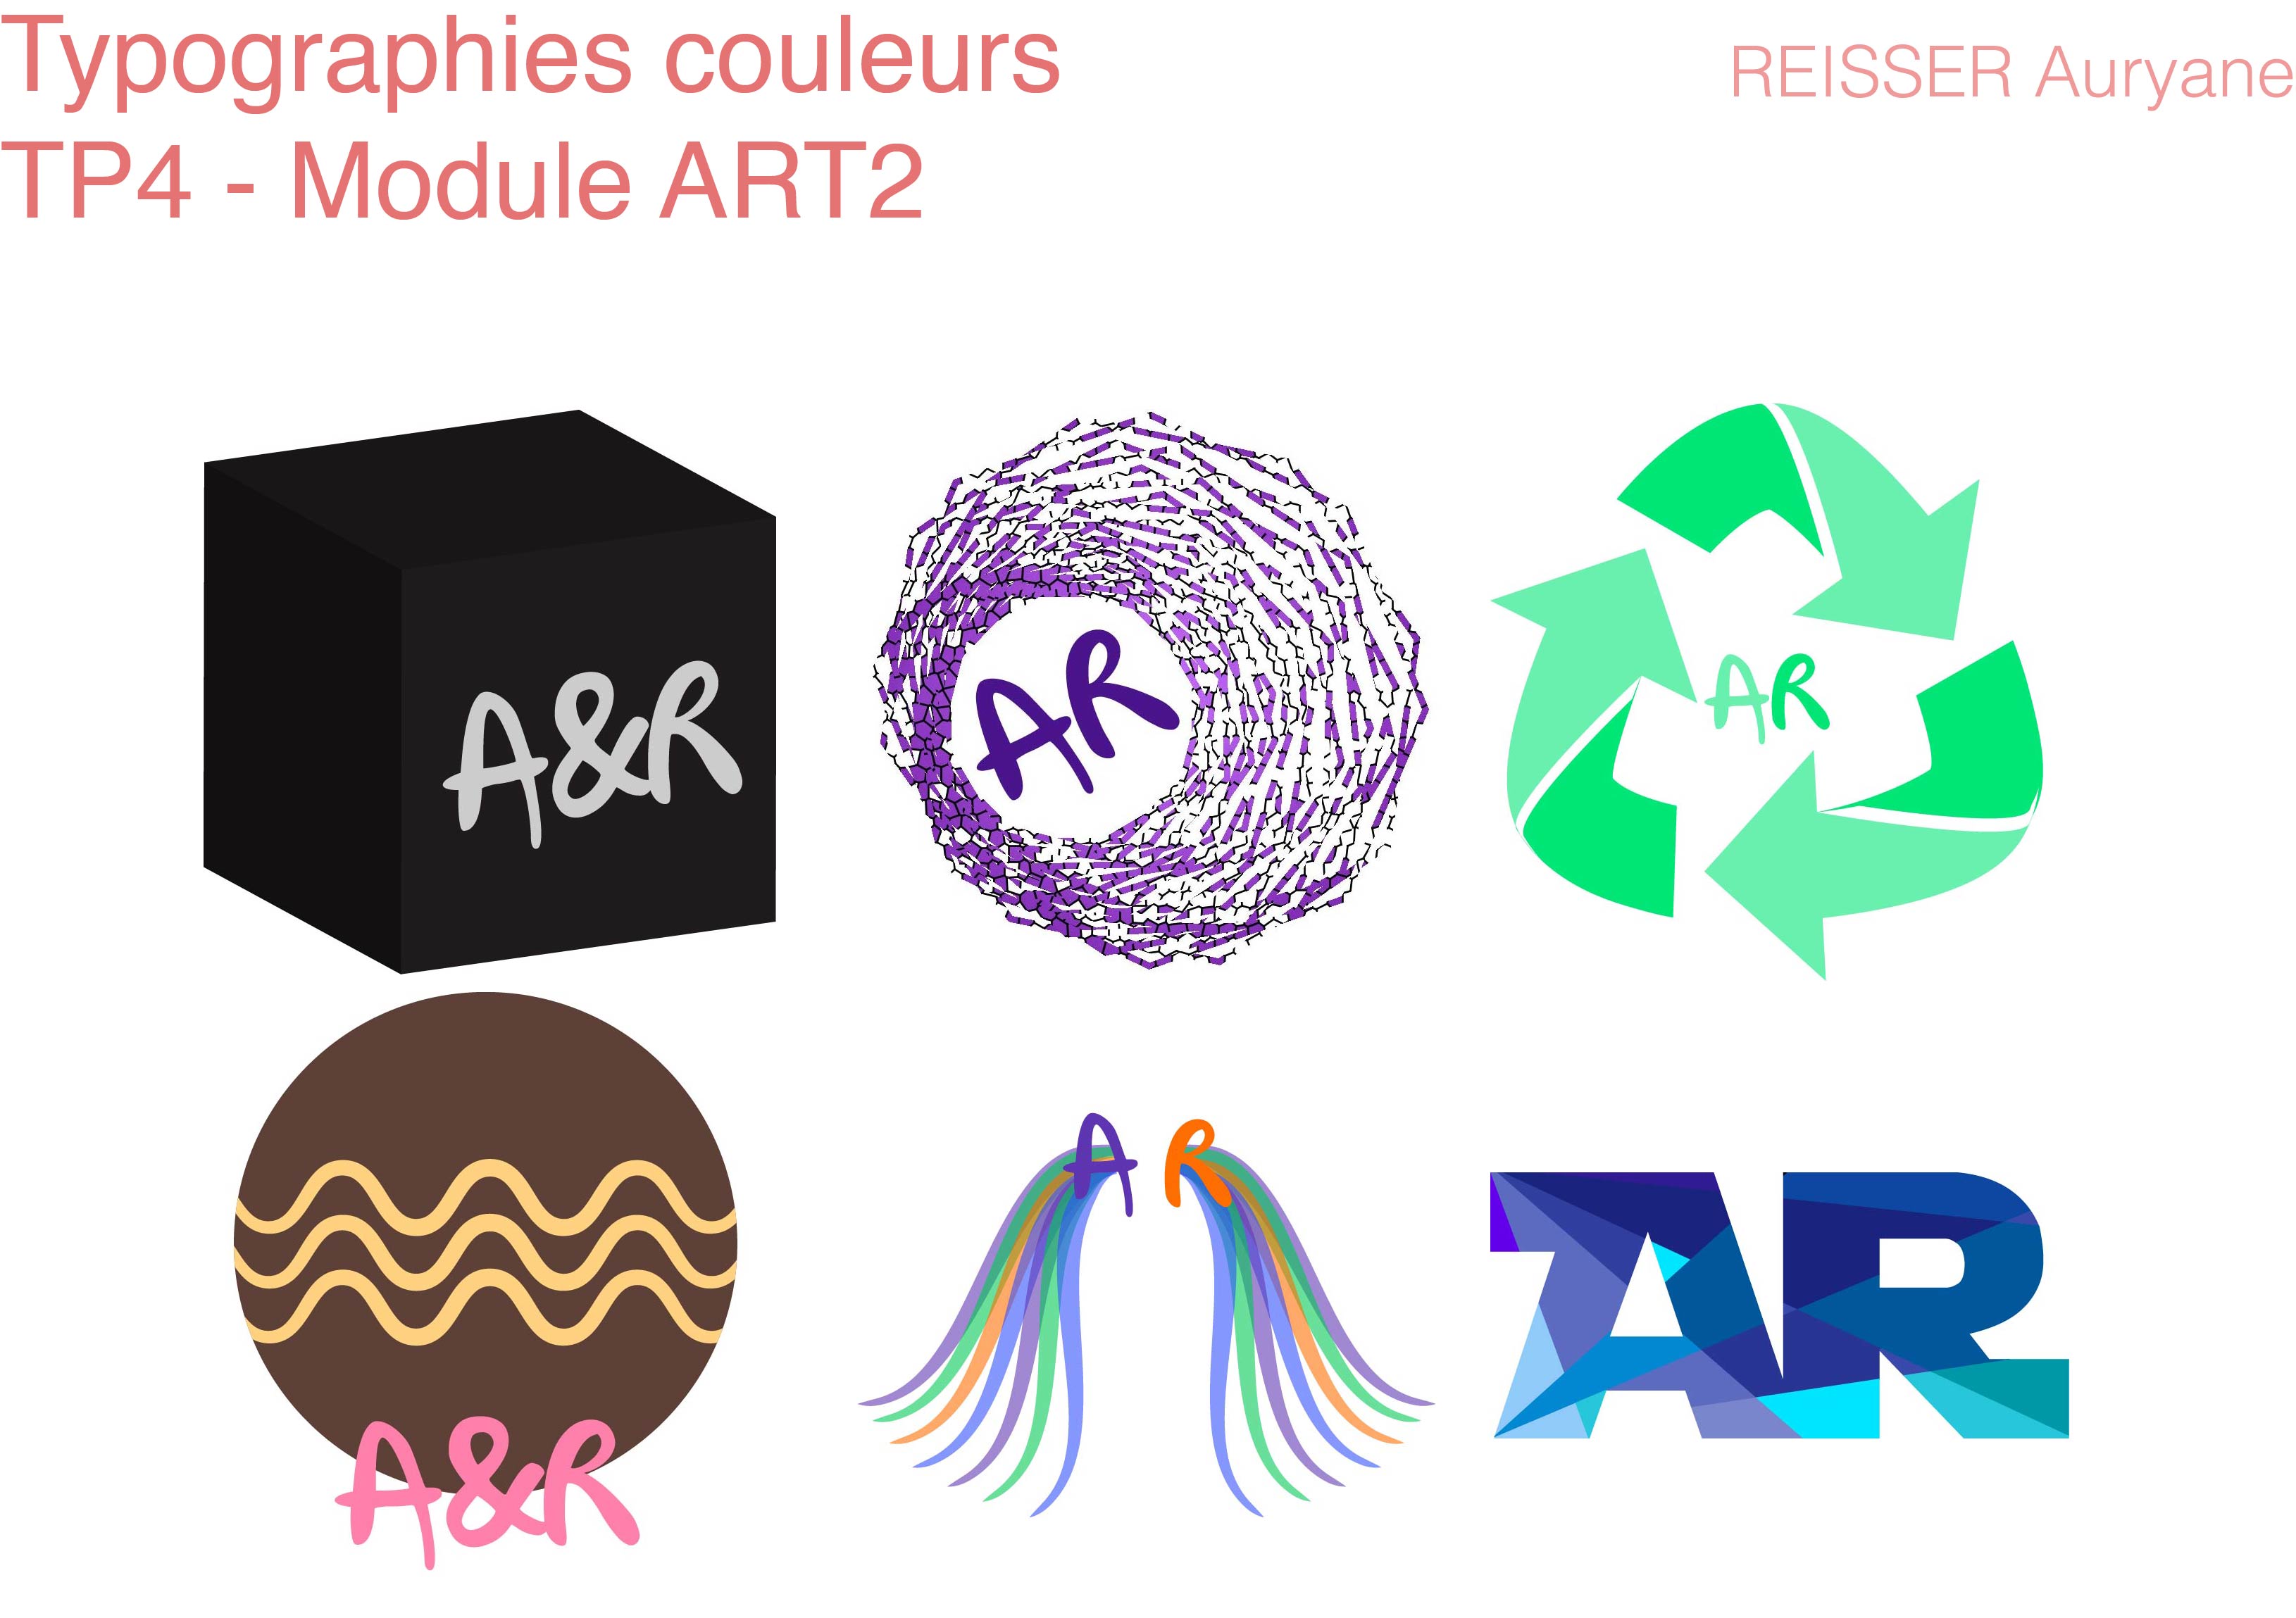 Typographies couleurs
REISSER Auryane
TP4 - Module ART2
A&R
AR
AR
A&R
A R
AR